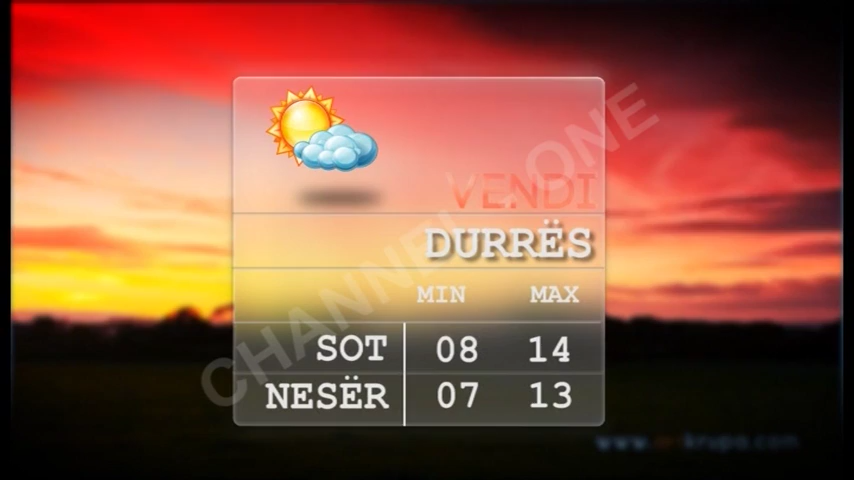 VENDI
DURRËS
MIN MAX
SOT 08 14
NESËR 07 13
CHANNEL ONE